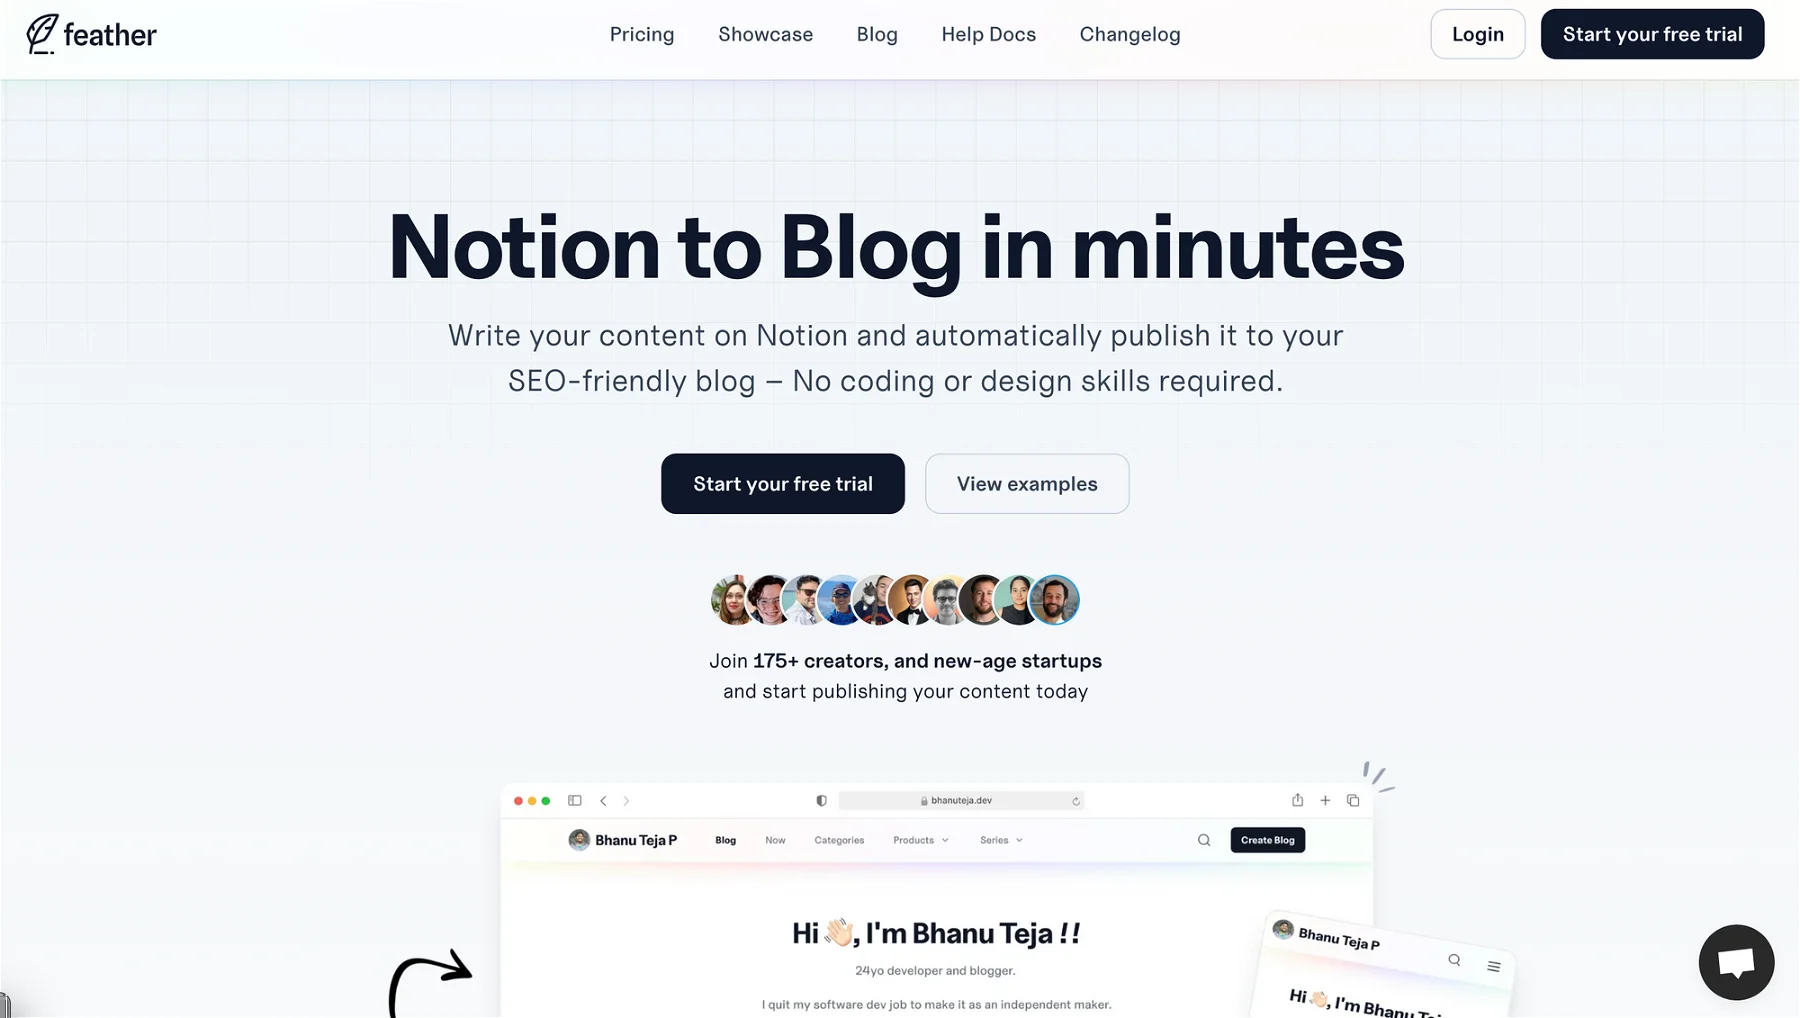 feather
Pricing
Showcase
Blog
Help Docs
Changelog
Login
Start your free trial
Notion to Blog in minutes
Write your content on Notion and automatically publish it to your
SEO-friendly blog – No coding or design skills required.
Start your free trial
View examples
Join 175+ creators, and new-age startups
and start publishing your content today
bhanuteja.dev
Bhanu Teja P
Blog
Now
Categories
Products
Series
Create Blog
Hi 👋🏻, I'm Bhanu Teja !!
24yo developer and blogger.
I quit my software dev job to make it as an independent maker.
Bhanu Teja P
Hi 👋🏻, I'm Bhanu